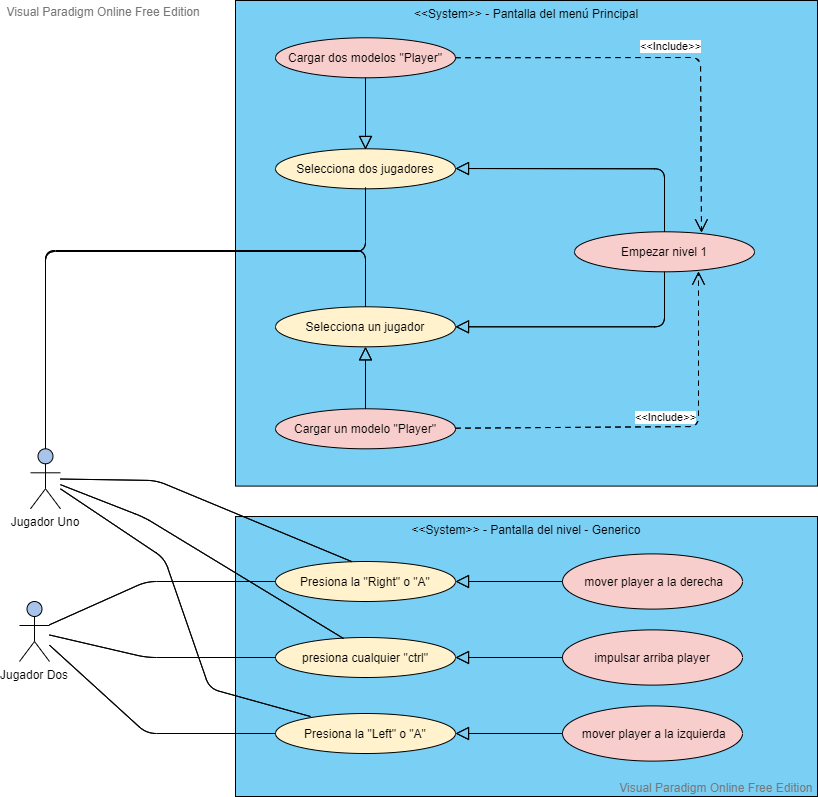 Visual Paradigm Online Free Edition
<<System>> - Pantalla del menú Principal
Cargar dos modelos "Player"
<<Include>>
Selecciona dos jugadores
Empezar nivel 1
Selecciona un jugador
<<Include>>
Cargar un modelo "Player"
Jugador Uno
<<System>> - Pantalla del nivel - Generico
Presiona la "Right" o "A"
mover player a la derecha
Jugador Dos
presiona cualquier "ctrl"
impulsar arriba player
Presiona la "Left" o "A"
mover player a la izquierda
Visual Paradigm Online Free Edition